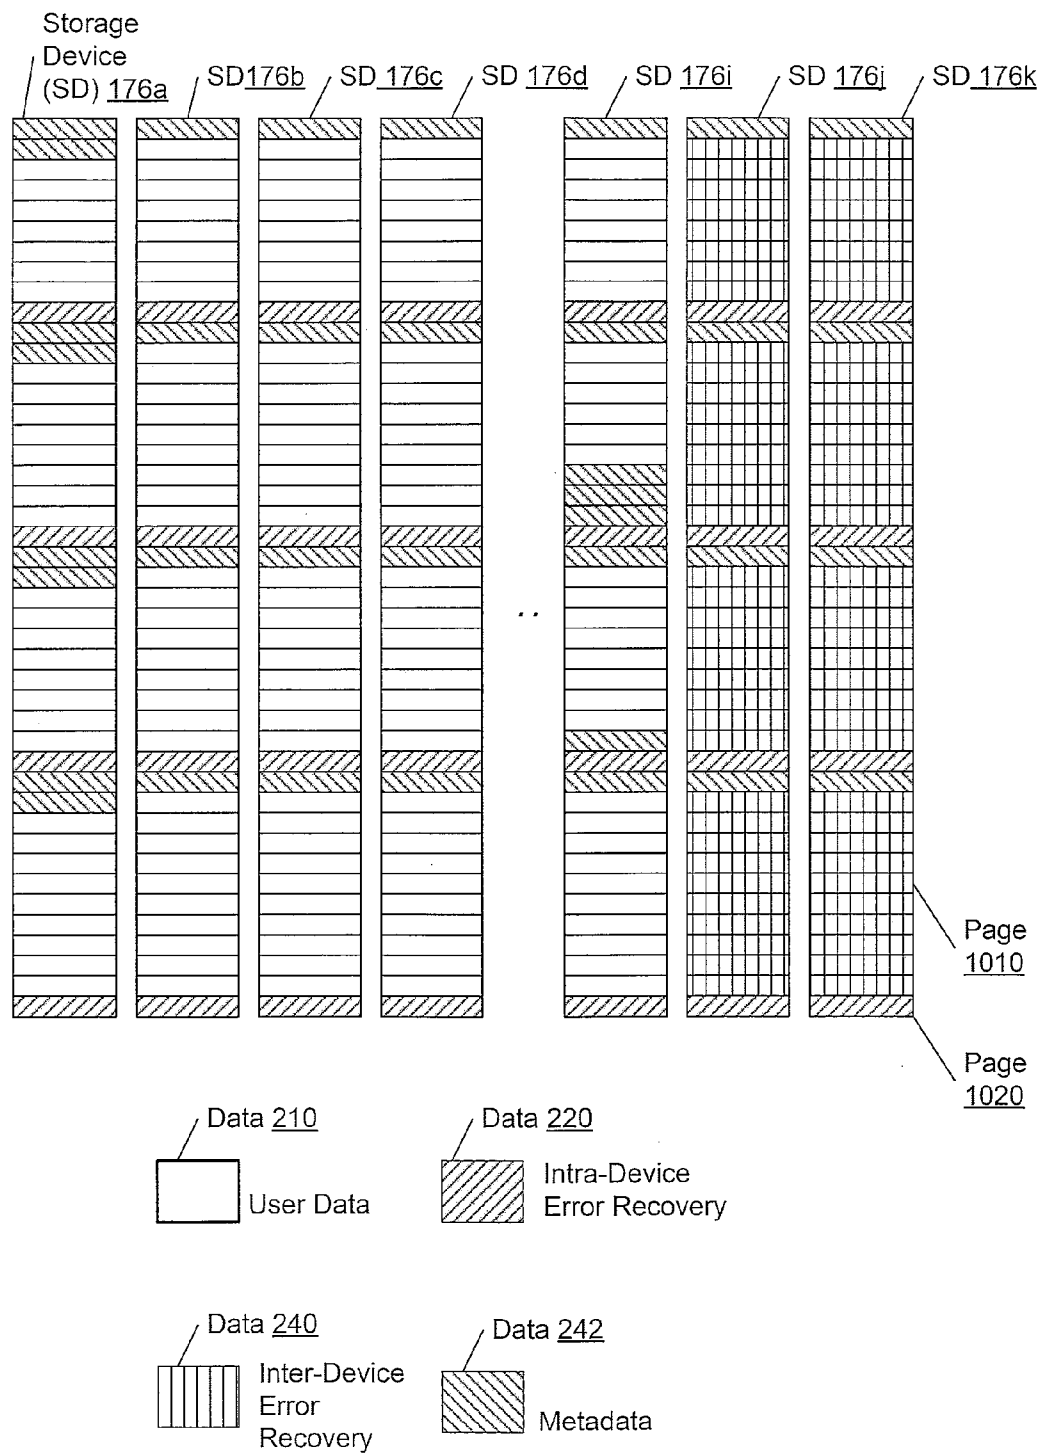 Storage
Device
(SD) 176a
SD176b
SD 176c
SD 176d
SD 176i
SD 176j
SD 176k
. .
Page
1010
Page
1020
Data 210
User Data
Data 220
Intra-Device
Error Recovery
Data 240
Inter-Device
Error
Recovery
Data 242
Metadata